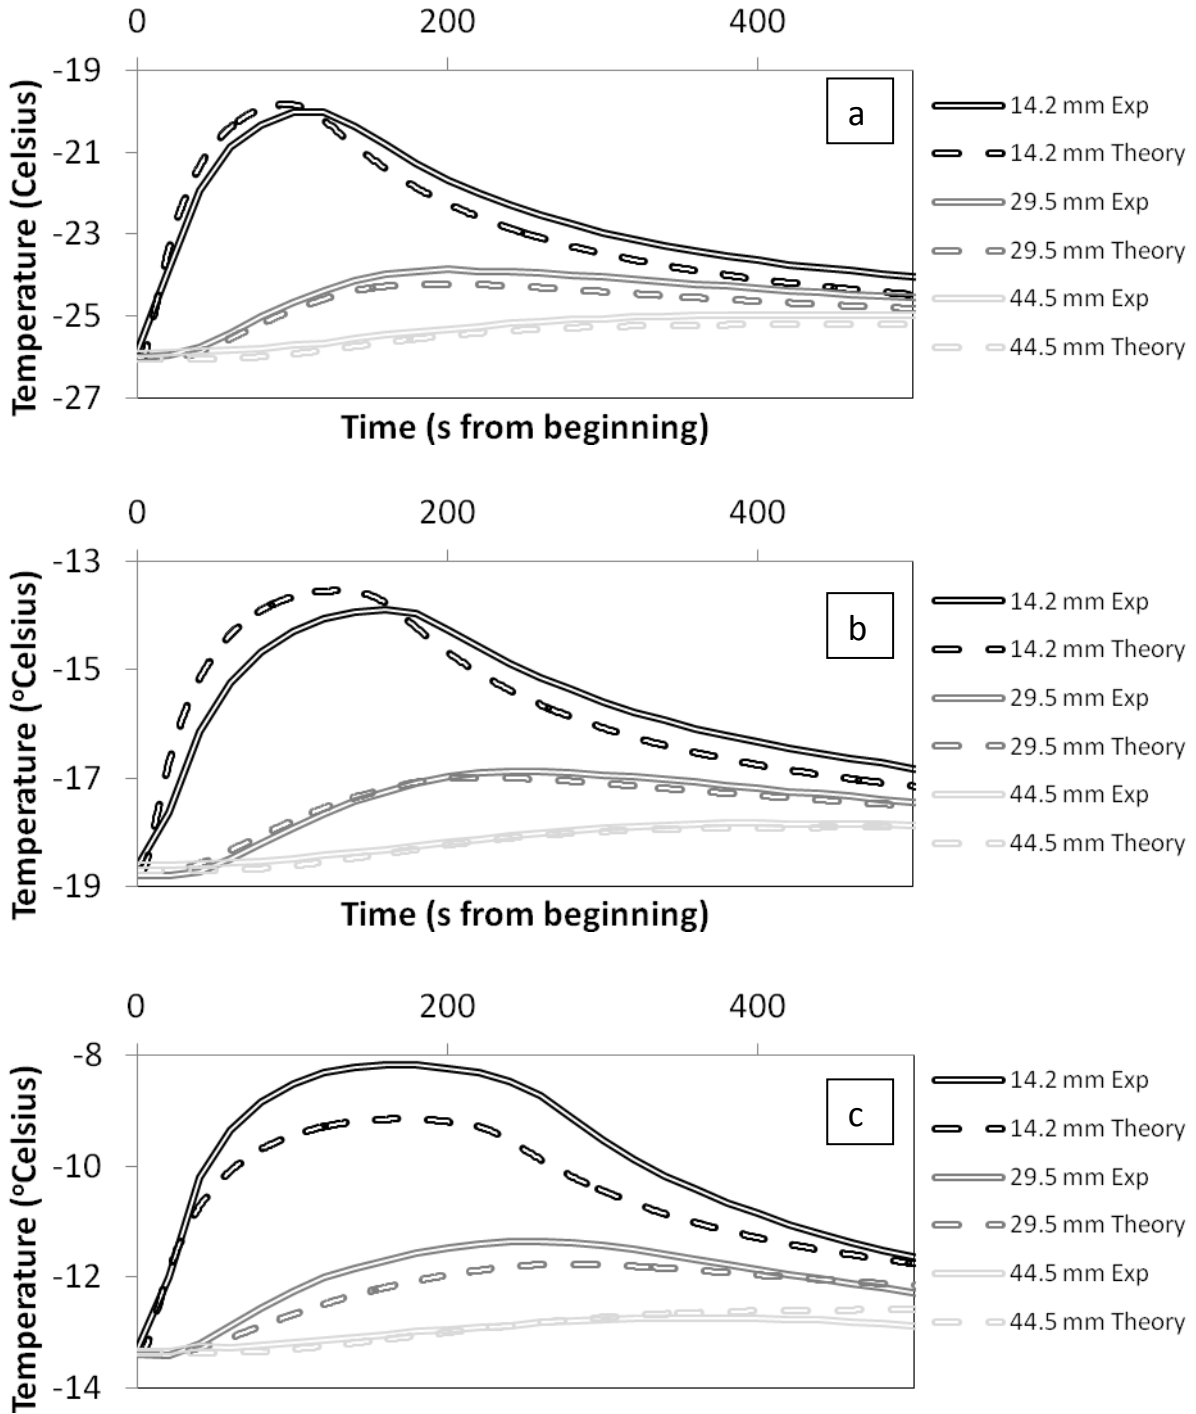 0 200 400
Temperature (Celsius)
-19
-21
-23
-25
-27
a
14.2 mm Exp
14.2 mm Theory
29.5 mm Exp
29.5 mm Theory
44.5 mm Exp
44.5 mm Theory
Time (s from beginning)
0 200 400
Temperature (°Celsius)
-13
-15
-17
-19
b
14.2 mm Exp
14.2 mm Theory
29.5 mm Exp
29.5 mm Theory
44.5 mm Exp
44.5 mm Theory
Time (s from beginning)
0 200 400
Temperature (°Celsius)
-8
-10
-12
-14
c
14.2 mm Exp
14.2 mm Theory
29.5 mm Exp
29.5 mm Theory
44.5 mm Exp
44.5 mm Theory